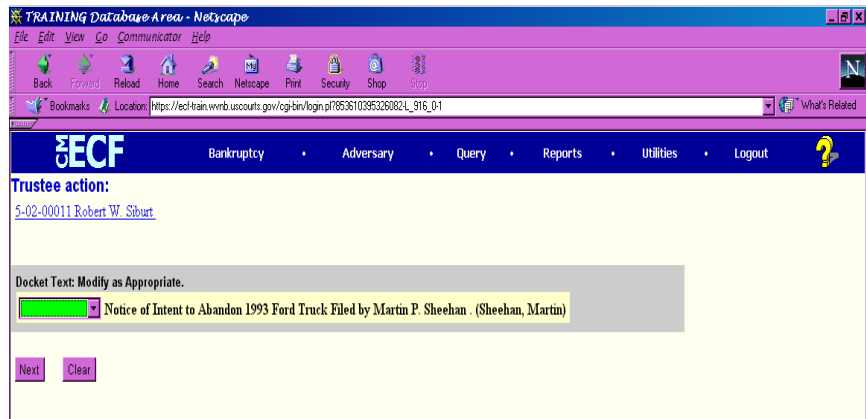 TRAINING Database Area - Netscape
File Edit View Go Communicator Help
Back Forward Reload Home Search Netscape Print Security Shop Stop
My
N
Bookmarks Location: https://ecf-train.wvnb.uscourts.gov/cgi-bin/login.pl?853610395326082-L_916_0-1 What's Related
CM ECF Bankruptcy • Adversary • Query • Reports • Utilities • Logout ?
Trustee action:
5-02-00011 Robert W. Siburt
Docket Text: Modify as Appropriate.
Notice of Intent to Abandon 1993 Ford Truck Filed by Martin P. Sheehan . (Sheehan, Martin)
Next Clear